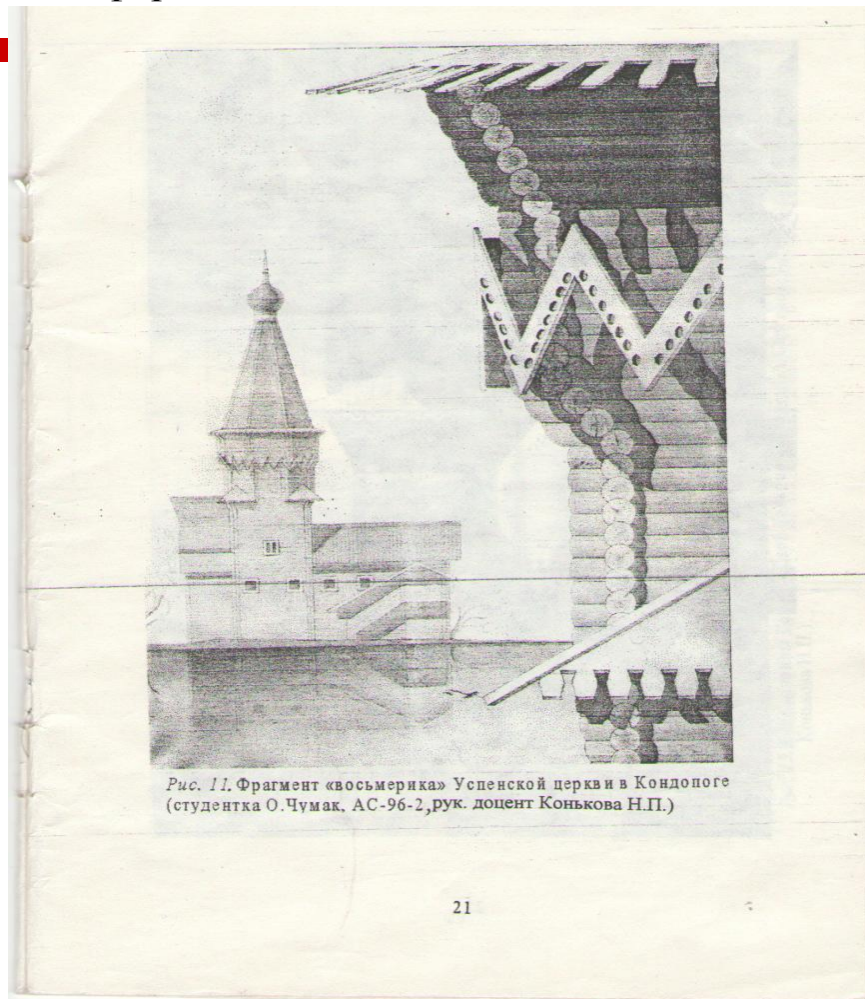 Рис. 11. Фрагмент «восьмерика» Успенской церкви в Кондопоге
(студентка О.Чумак, АС-96-2,рук. доцент Конькова Н.П.)
21